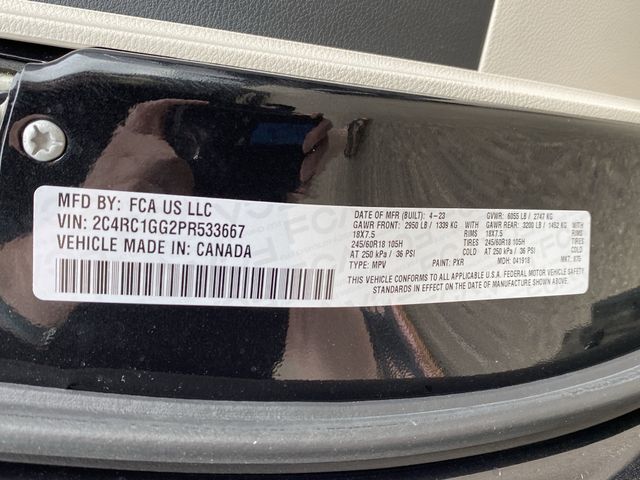 MFD BY: FCA US LLC
VIN: 2C4RC1GG2PR533667
VEHICLE MADE IN: CANADA
DATE OF MFR (BUILT): 4-23 GVWR: 6055 LB / 2747 KG
GAWR FRONT: 2950 LB / 1339 KG GAWR REAR: 3200 LB / 1452 KG
18X7.5 RIMS 18X7.5 RIMS
245/60R18 105H TIRES 245/60R18 105H TIRES
AT 250 kPa / 36 PSI COLD AT 250 kPa / 36 PSI COLD
TYPE: MPV PAINT: PXR MDH: 041918 MKT:
THIS VEHICLE CONFORMS TO ALL APPLICABLE U.S. FEDERAL MOTOR VEHICLE SAFETY
STANDARDS IN EFFECT ON THE DATE OF MANUFACTURE SHOWN ABOVE.